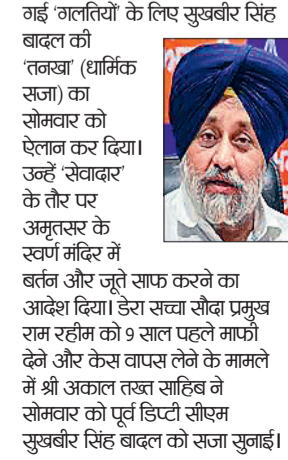 गई ‘गलतियों’ के लिए सुखबीर सिंह
बादल की
‘तनखा’ (धार्मिक
सजा) का
सोमवार को
ऐलान कर दिया।
उन्हें ‘सेवादार’
के तौर पर
अमृतसर के
स्वर्ण मंदिर में
बर्तन और जूते साफ करने का
आदेश दिया। डेरा सच्चा सौदा प्रमुख
राम रहीम को 9 साल पहले माफी
देने और केस वापस लेने के मामले
में श्री अकाल तख्त साहिब ने
सोमवार को पूर्व डिप्टी सीएम
सुखबीर सिंह बादल को सजा सुनाई।